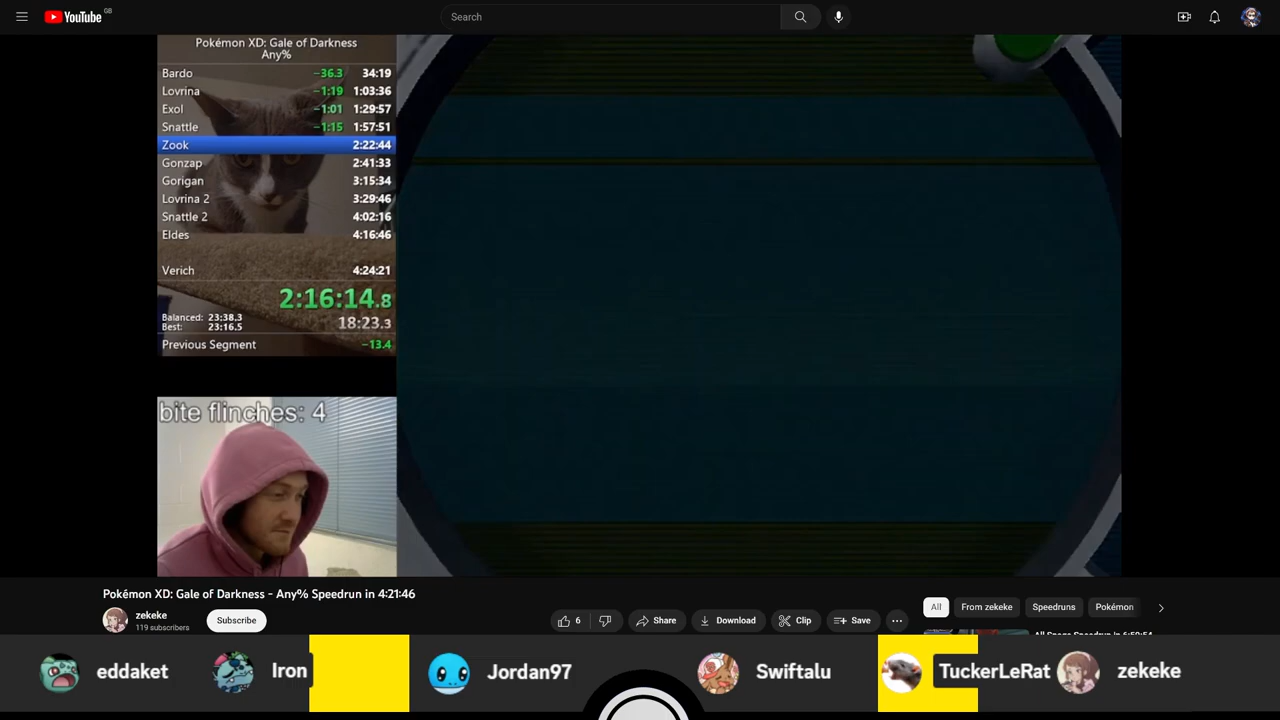 YouTube GB
Search
Pokémon XD: Gale of Darkness
Any%
Bardo -36.3 34:19
Lovrina -1:19 1:03:36
Exol -1:01 1:29:57
Snattle -1:15 1:57:51
Zook 2:22:44
Gonzap 2:41:33
Gorigan 3:15:34
Lovrina 2 3:29:46
Snattle 2 4:02:16
Eldes 4:16:46
Verich 4:24:21
2:16:14.8
Balanced: 23:38.3
Best: 23:16.5
18:23.3
Previous Segment -13.4
bite flinches: 4
Pokémon XD: Gale of Darkness - Any% Speedrun in 4:21:46
zekeke
119 subscribers
Subscribe
6
Share
Download
Clip
Save
All
From zekeke
Speedruns
Pokémon
eddaket
Iron
Jordan97
Swiftalu
TuckerLeRat
zekeke